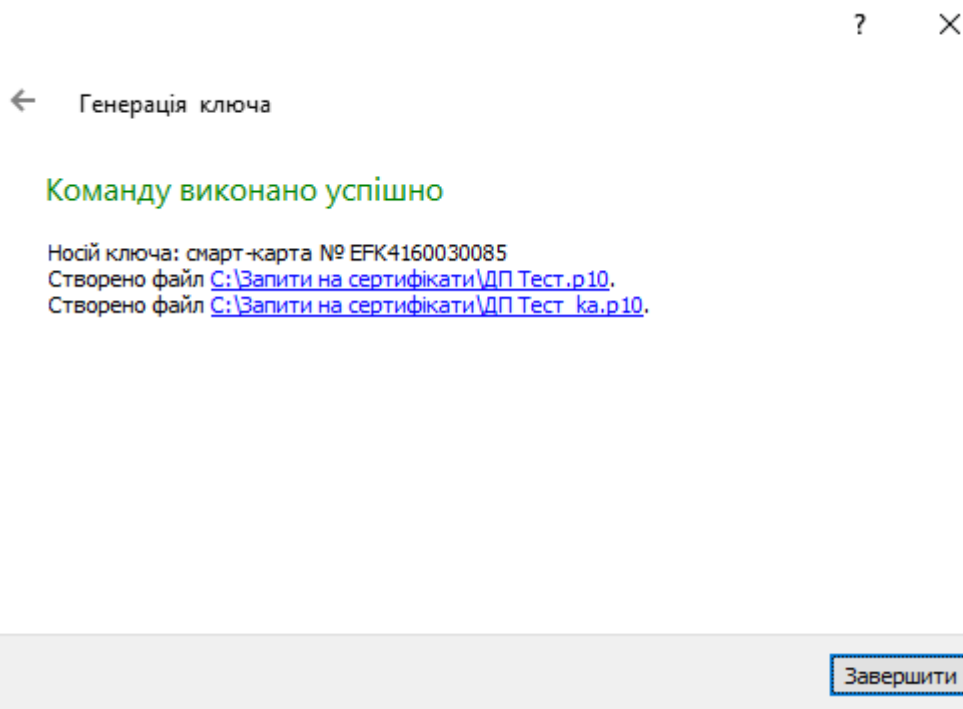 ?
Генерація ключа
Команду виконано успішно
Носій ключа: смарт-карта № EFK4160030085
Створено файл C:\Запити на сертифікати\ДП Тест.p10.
Створено файл C:\Запити на сертифікати\ДП Тест_ka.p10.
Завершити